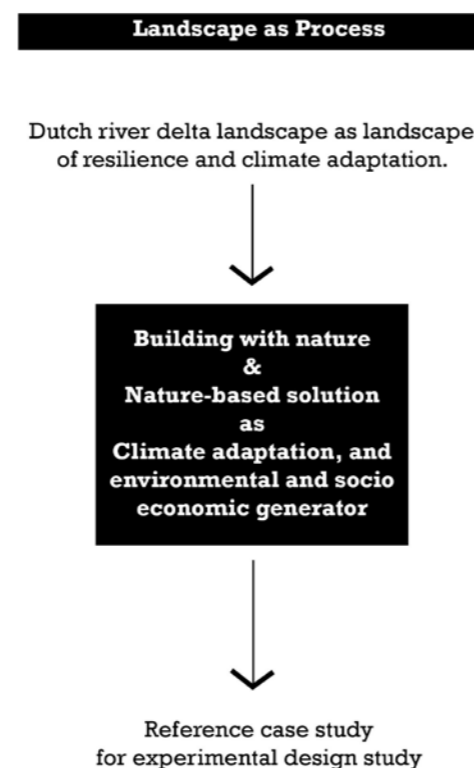 Landscape as Process
Dutch river delta landscape as landscape
of resilience and climate adaptation.
Building with nature
&
Nature-based solution
as
Climate adaptation, and
environmental and socio
economic generator
Reference case study
for experimental design study